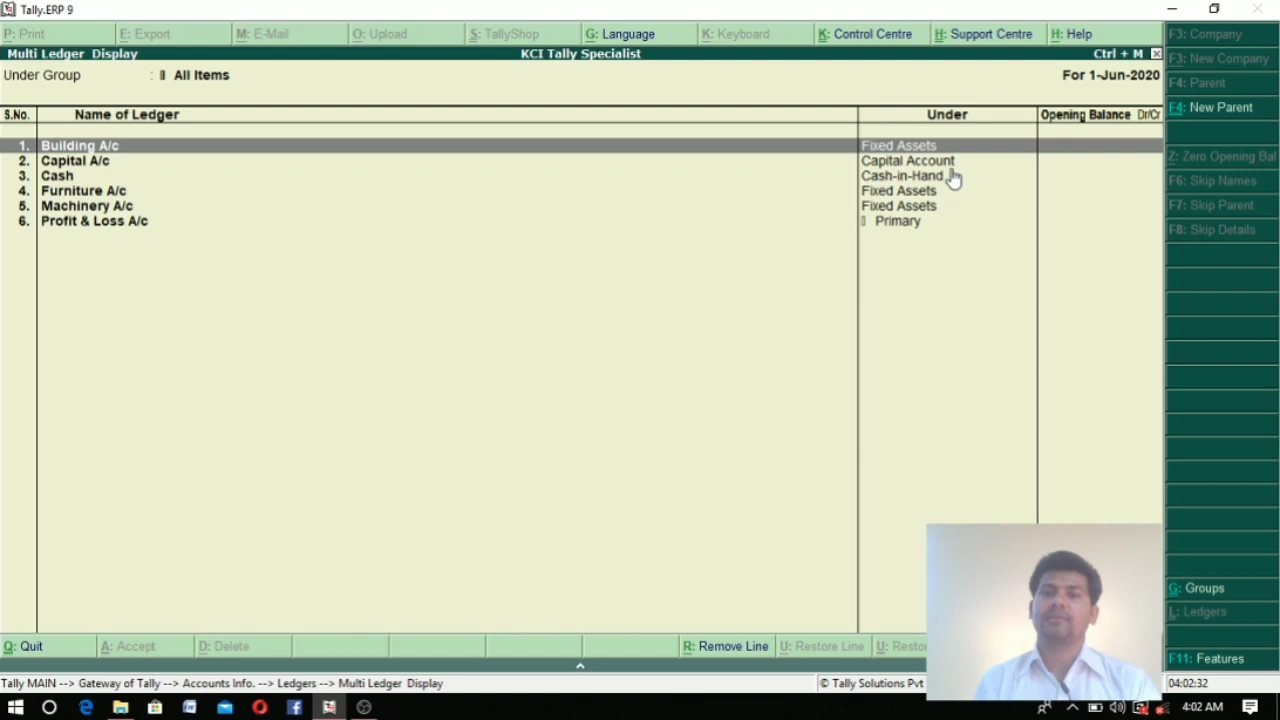 Tally.ERP 9
P: Print E: Export M: E-Mail O: Upload S: TallyShop G: Language K: Keyboard K: Control Centre H: Support Centre H: Help
Multi Ledger Display KCI Tally Specialist Ctrl + M
Under Group : All Items For 1-Jun-2020
S.No. Name of Ledger Under Opening Balance Dr/Cr
1. Building A/c Fixed Assets
2. Capital A/c Capital Account
3. Cash Cash-in-Hand
4. Furniture A/c Fixed Assets
5. Machinery A/c Fixed Assets
6. Profit & Loss A/c Primary
F3: Company
F3: New Company
F4: Parent
F4: New Parent
Z: Zero Opening Bal
F6: Skip Names
F7: Skip Parent
F8: Skip Details
G: Groups
L: Ledgers
F11: Features
Q: Quit A: Accept D: Delete R: Remove Line U: Restore Line U: Resto
Tally MAIN --> Gateway of Tally --> Accounts Info. --> Ledgers --> Multi Ledger Display © Tally Solutions Pvt 04:02:32
4:02 AM